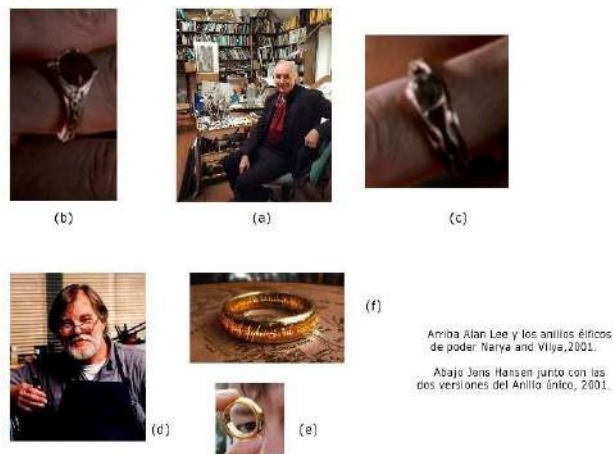 (b)
(a)
(c)
(f)
Arriba Alan Lee y los anillos élficos
de poder Narya and Vilya,2001.
Abajo Jens Hansen junto con las
dos versiones del Anillo único, 2001.
(d)
(e)